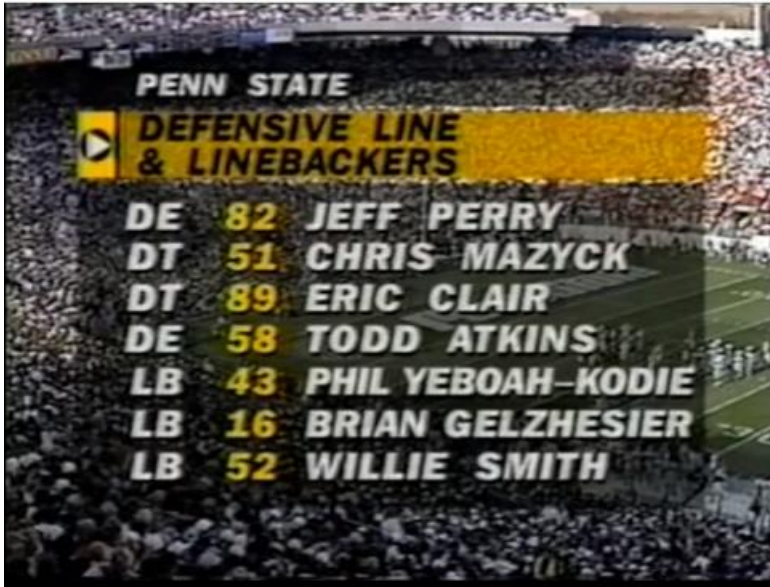 PENN STATE
DEFENSIVE LINE
& LINEBACKERS
DE 82 JEFF PERRY
DT 51 CHRIS MAZYCK
DT 89 ERIC CLAIR
DE 58 TODD ATKINS
LB 43 PHIL YEBOAH-KODIE
LB 16 BRIAN GELZHESIER
LB 52 WILLIE SMITH